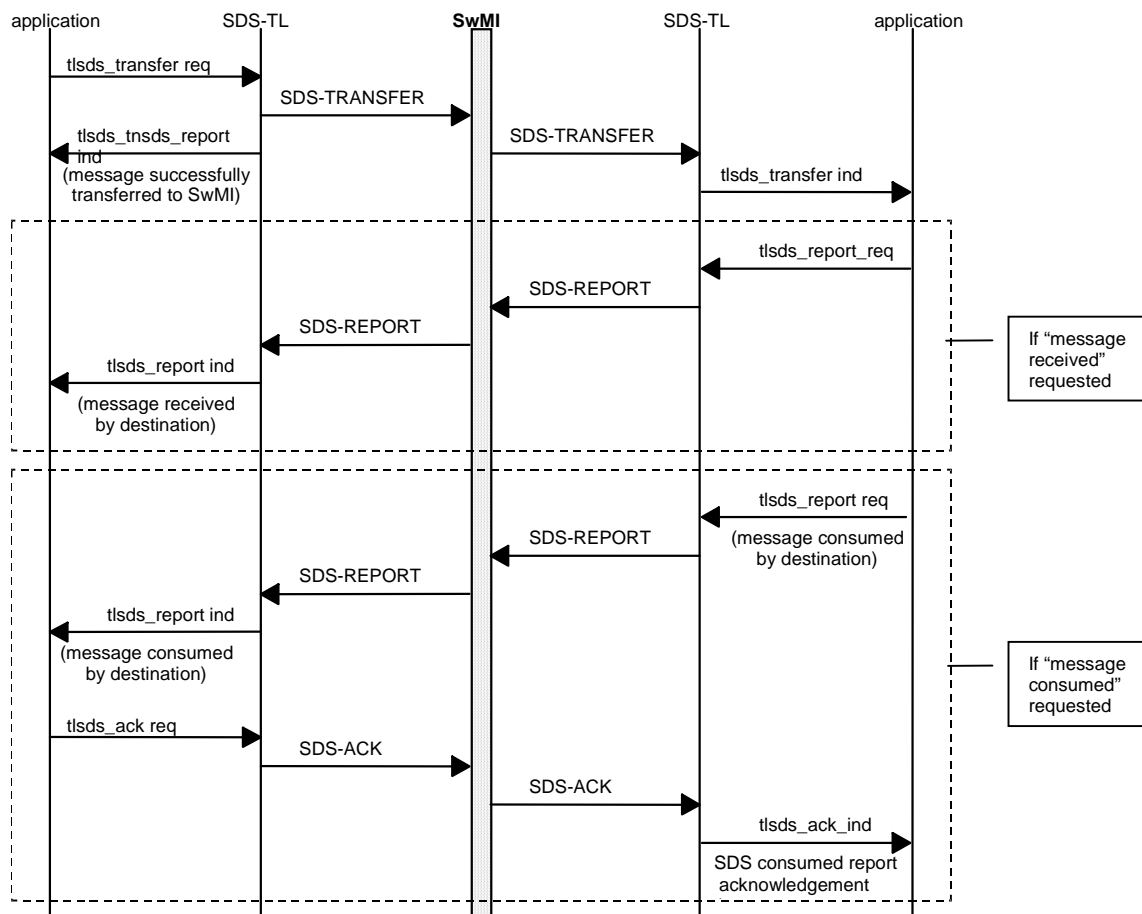 application
SDS-TL
SwMI
SDS-TL
application
tlsds_transfer req
SDS-TRANSFER
tlsds_tnsds_report
ind
(message successfully
transferred to SwMI)
SDS-TRANSFER
tlsds_transfer ind
tlsds_report_req
SDS-REPORT
SDS-REPORT
tlsds_report ind
(message received
by destination)
If “message
received”
requested
tlsds_report req
(message consumed
by destination)
SDS-REPORT
SDS-REPORT
tlsds_report ind
(message consumed
by destination)
If “message
consumed”
requested
tlsds_ack req
SDS-ACK
SDS-ACK
tlsds_ack_ind
SDS consumed report
acknowledgement